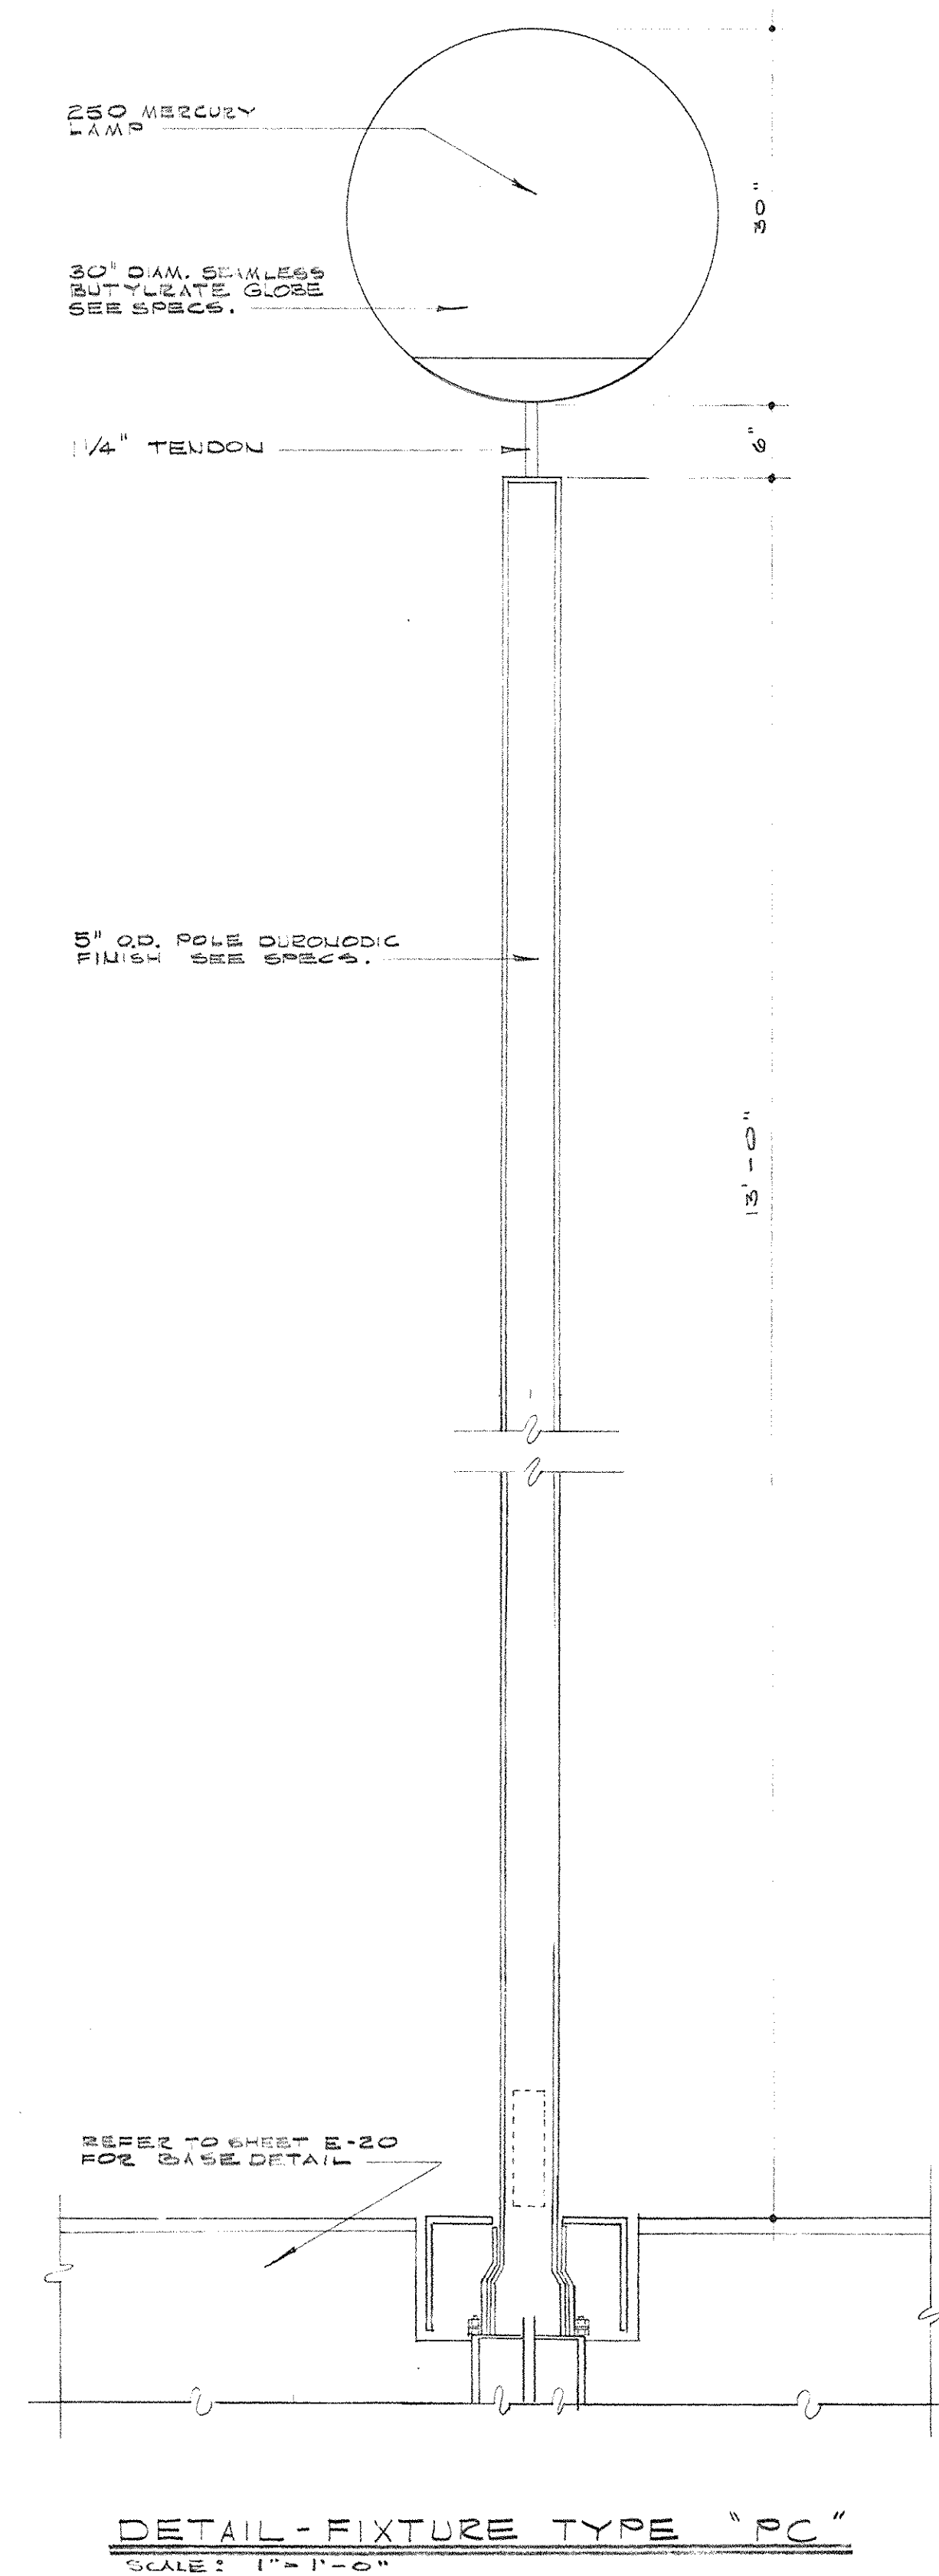 250 MERCURY
LAMP
30"
30" DIAM. SEAMLESS
BUTYLRATE GLOBE
SEE SPECS.
6"
1 1/4" TENDON
5" O.D. POLE DURONODIC
FINISH SEE SPECS.
13'-0"
REFER TO SHEET E-20
FOR BASE DETAIL
DETAIL-FIXTURE TYPE "PC"
SCALE: 1"=1'-0"